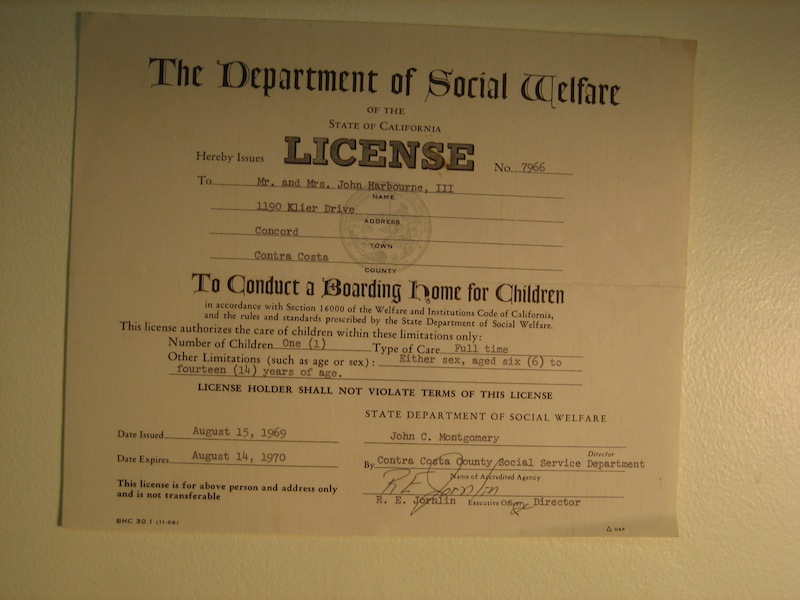 The Department of Social Welfare
OF THE
STATE OF CALIFORNIA
Hereby Issues LICENSE No. 7966
To Mr. and Mrs. John Harbourne, III
NAME
1190 Klier Drive
ADDRESS
Concord
TOWN
Contra Costa
COUNTY
To Conduct a Boarding Home for Children
in accordance with Section 16000 of the Welfare and Institutions Code of California,
and the rules and standards prescribed by the State Department of Social Welfare.
This license authorizes the care of children within these limitations only:
Number of Children One (1) Type of Care Full time
Other Limitations (such as age or sex): Either sex, aged six (6) to
fourteen (14) years of age.
LICENSE HOLDER SHALL NOT VIOLATE TERMS OF THIS LICENSE
STATE DEPARTMENT OF SOCIAL WELFARE
Date Issued August 15, 1969 John C. Montgomery
Director
Date Expires August 14, 1970 By Contra Costa County Social Service Department
Name of Accredited Agency
This license is for above person and address only
and is not transferable
R E Jornlin
R. E. Jornlin Executive Officer Director
BHC 30.1 (11-68)